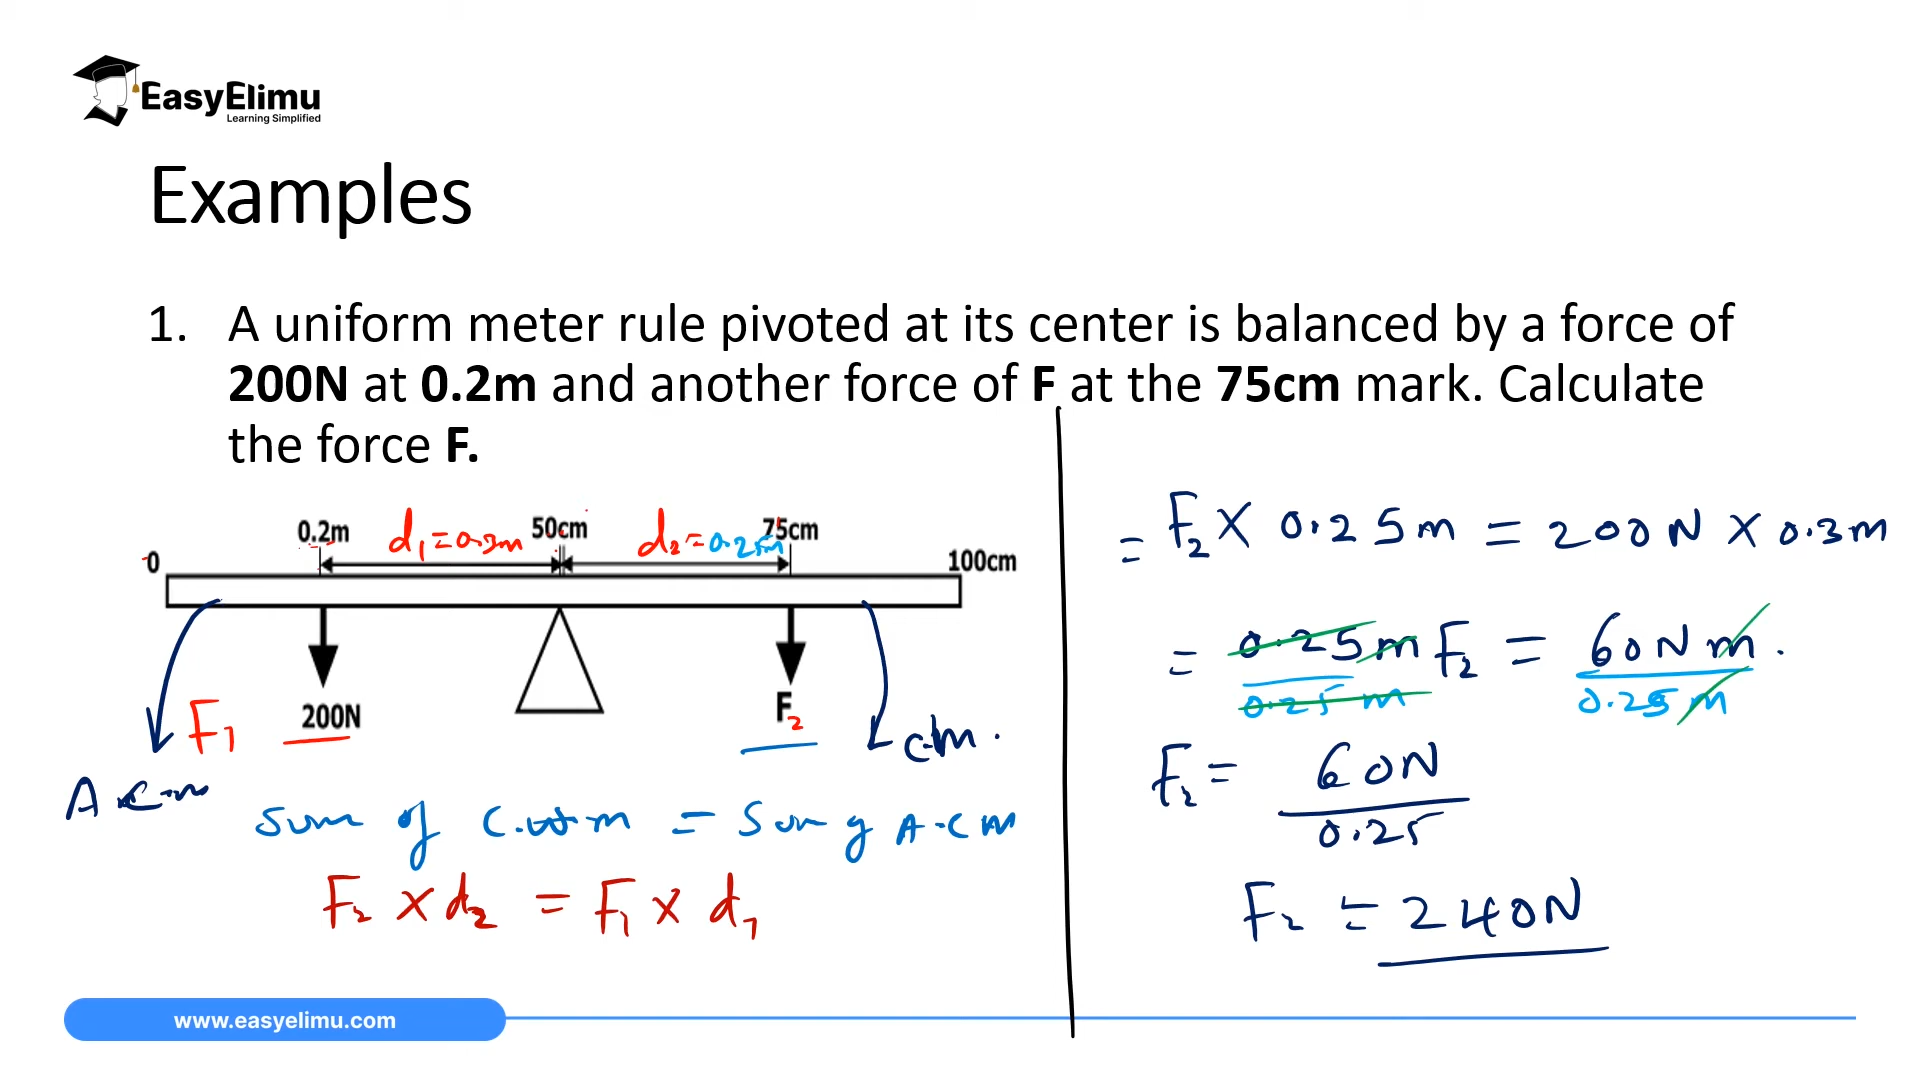 EasyElimu
Learning Simplified
Examples
1. A uniform meter rule pivoted at its center is balanced by a force of
200N at 0.2m and another force of F at the 75cm mark. Calculate
the force F.
0.2m d₁=0.3m 50cm d₂=0.25m 75cm
0 100cm
F₁ 200N F₂ c.m.
A.c.m
Sum of C.w.m = Sum of A.C.M
F₂ × d₂ = F₁ × d₁
= F₂ × 0.25m = 200N × 0.3m
= 0.25m F₂ = 60Nm.
0.25m 0.25m
F₂ = 60N
0.25
F₂ = 240N
www.easyelimu.com